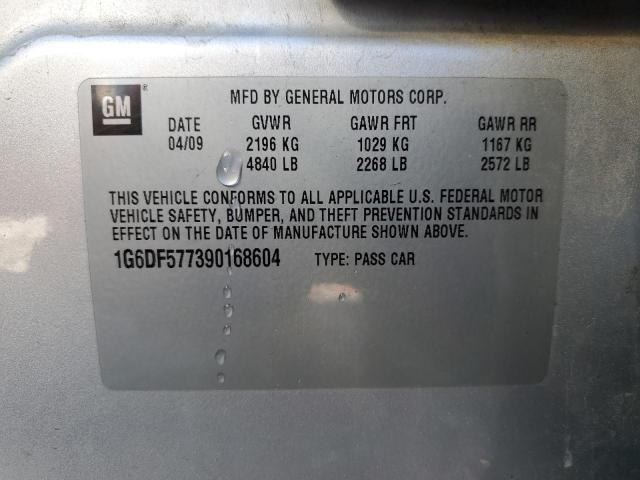 GM ®
MFD BY GENERAL MOTORS CORP.
DATE GVWR GAWR FRT GAWR RR
04/09 2196 KG 1029 KG 1167 KG
4840 LB 2268 LB 2572 LB
THIS VEHICLE CONFORMS TO ALL APPLICABLE U.S. FEDERAL MOTOR
VEHICLE SAFETY, BUMPER, AND THEFT PREVENTION STANDARDS IN
EFFECT ON THE DATE OF MANUFACTURE SHOWN ABOVE.
1G6DF577390168604 TYPE: PASS CAR